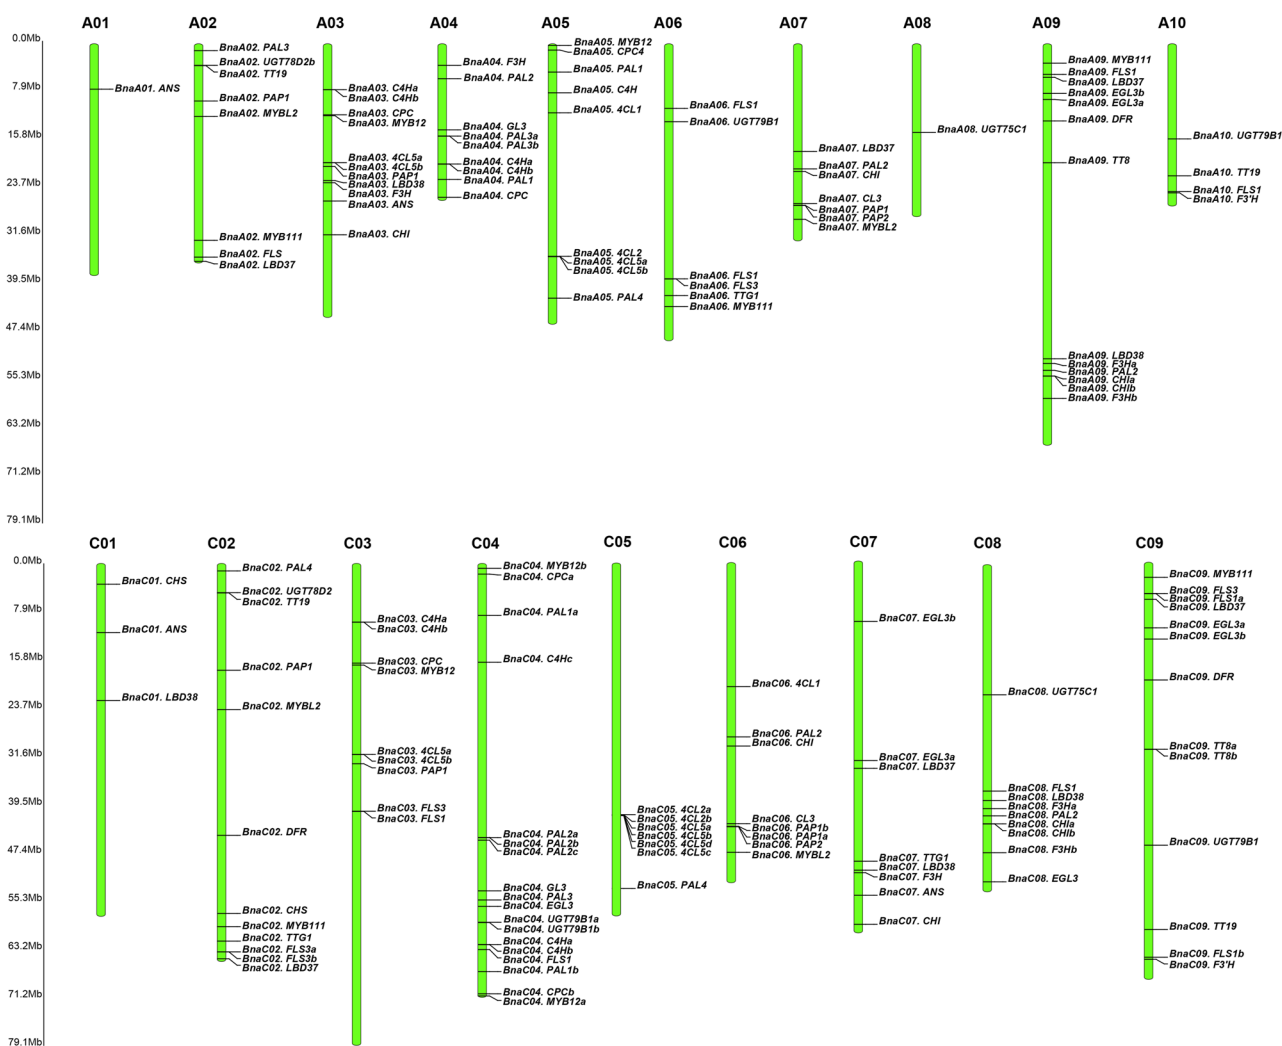 A01 A02 A03 A04 A05 A06 A07 A08 A09 A10
0.0Mb
7.9Mb
15.8Mb
23.7Mb
31.6Mb
39.5Mb
47.4Mb
55.3Mb
63.2Mb
71.2Mb
79.1Mb
BnaA01. ANS
BnaA02. PAL3
BnaA02. UGT78D2b
BnaA02. TT19
BnaA02. PAP1
BnaA02. MYBL2
BnaA02. MYB111
BnaA02. FLS
BnaA02. LBD37
BnaA03. C4Ha
BnaA03. C4Hb
BnaA03. CPC
BnaA03. MYB12
BnaA03. 4CL5a
BnaA03. 4CL5b
BnaA03. PAP1
BnaA03. LBD38
BnaA03. F3H
BnaA03. ANS
BnaA03. CHI
BnaA04. F3H
BnaA04. PAL2
BnaA04. GL3
BnaA04. PAL3a
BnaA04. PAL3b
BnaA04. C4Ha
BnaA04. C4Hb
BnaA04. PAL1
BnaA04. CPC
BnaA05. MYB12
BnaA05. CPC4
BnaA05. PAL1
BnaA05. C4H
BnaA05. 4CL1
BnaA05. 4CL2
BnaA05. 4CL5a
BnaA05. 4CL5b
BnaA05. PAL4
BnaA06. FLS1
BnaA06. UGT79B1
BnaA06. FLS1
BnaA06. FLS3
BnaA06. TTG1
BnaA06. MYB111
BnaA07. LBD37
BnaA07. PAL2
BnaA07. CHI
BnaA07. CL3
BnaA07. PAP1
BnaA07. PAP2
BnaA07. MYBL2
BnaA08. UGT75C1
BnaA09. MYB111
BnaA09. FLS1
BnaA09. LBD37
BnaA09. EGL3b
BnaA09. EGL3a
BnaA09. DFR
BnaA09. TT8
BnaA09. LBD38
BnaA09. F3Ha
BnaA09. PAL2
BnaA09. CHIa
BnaA09. CHIb
BnaA09. F3Hb
BnaA10. UGT79B1
BnaA10. TT19
BnaA10. FLS1
BnaA10. F3'H
C01 C02 C03 C04 C05 C06 C07 C08 C09
0.0Mb
7.9Mb
15.8Mb
23.7Mb
31.6Mb
39.5Mb
47.4Mb
55.3Mb
63.2Mb
71.2Mb
79.1Mb
BnaC01. CHS
BnaC01. ANS
BnaC01. LBD38
BnaC02. PAL4
BnaC02. UGT78D2
BnaC02. TT19
BnaC02. PAP1
BnaC02. MYBL2
BnaC02. DFR
BnaC02. CHS
BnaC02. MYB111
BnaC02. TTG1
BnaC02. FLS3a
BnaC02. FLS3b
BnaC02. LBD37
BnaC03. C4Ha
BnaC03. C4Hb
BnaC03. CPC
BnaC03. MYB12
BnaC03. 4CL5a
BnaC03. 4CL5b
BnaC03. PAP1
BnaC03. FLS3
BnaC03. FLS1
BnaC04. MYB12b
BnaC04. CPCa
BnaC04. PAL1a
BnaC04. C4Hc
BnaC04. PAL2a
BnaC04. PAL2b
BnaC04. PAL2c
BnaC04. GL3
BnaC04. PAL3
BnaC04. EGL3
BnaC04. UGT79B1a
BnaC04. UGT79B1b
BnaC04. C4Ha
BnaC04. C4Hb
BnaC04. FLS1
BnaC04. PAL1b
BnaC04. CPCb
BnaC04. MYB12a
BnaC05. 4CL2a
BnaC05. 4CL2b
BnaC05. 4CL5a
BnaC05. 4CL5b
BnaC05. 4CL5d
BnaC05. 4CL5c
BnaC05. PAL4
BnaC06. 4CL1
BnaC06. PAL2
BnaC06. CHI
BnaC06. CL3
BnaC06. PAP1b
BnaC06. PAP1a
BnaC06. PAP2
BnaC06. MYBL2
BnaC07. EGL3b
BnaC07. EGL3a
BnaC07. LBD37
BnaC07. TTG1
BnaC07. LBD38
BnaC07. F3H
BnaC07. ANS
BnaC07. CHI
BnaC08. UGT75C1
BnaC08. FLS1
BnaC08. LBD38
BnaC08. F3Ha
BnaC08. PAL2
BnaC08. CHIa
BnaC08. CHIb
BnaC08. F3Hb
BnaC08. EGL3
BnaC09. MYB111
BnaC09. FLS3
BnaC09. FLS1a
BnaC09. LBD37
BnaC09. EGL3a
BnaC09. EGL3b
BnaC09. DFR
BnaC09. TT8a
BnaC09. TT8b
BnaC09. UGT79B1
BnaC09. TT19
BnaC09. FLS1b
BnaC09. F3'H